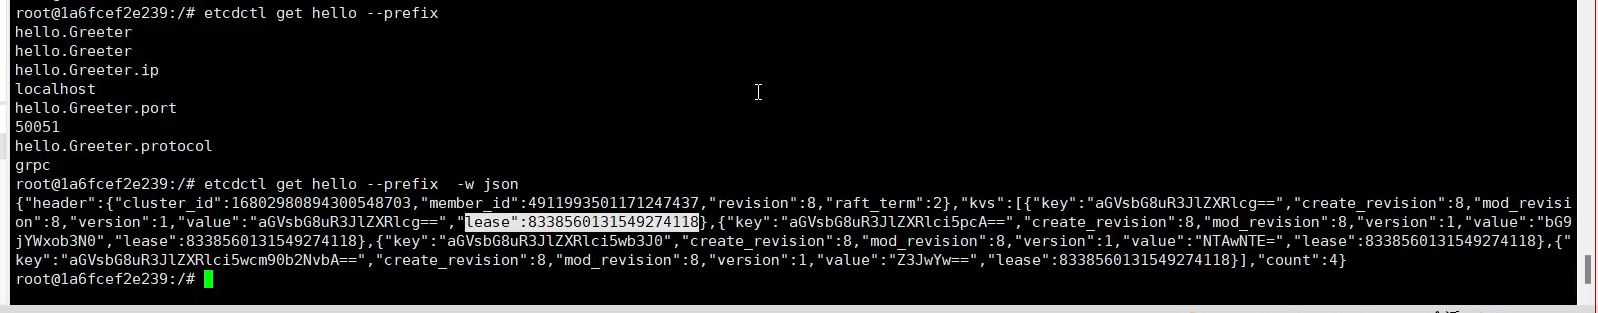 root@1a6fcef2e239:/# etcdctl get hello --prefix
hello.Greeter
hello.Greeter
hello.Greeter.ip
localhost
hello.Greeter.port
50051
hello.Greeter.protocol
grpc
root@1a6fcef2e239:/# etcdctl get hello --prefix  -w json
{"header":{"cluster_id":16802980894300548703,"member_id":4911993501171247437,"revision":8,"raft_term":2},"kvs":[{"key":"aGVsbG8uR3JlZXRlcg==","create_revision":8,"mod_revisi
on":8,"version":1,"value":"aGVsbG8uR3JlZXRlcg==","lease":8338560131549274118},{"key":"aGVsbG8uR3JlZXRlci5pcA==","create_revision":8,"mod_revision":8,"version":1,"value":"bG9
jYWxob3N0","lease":8338560131549274118},{"key":"aGVsbG8uR3JlZXRlci5wb3J0","create_revision":8,"mod_revision":8,"version":1,"value":"NTAwNTE=","lease":8338560131549274118},{"
key":"aGVsbG8uR3JlZXRlci5wcm90b2NvbA==","create_revision":8,"mod_revision":8,"version":1,"value":"Z3JwYw==","lease":8338560131549274118}],"count":4}
root@1a6fcef2e239:/#